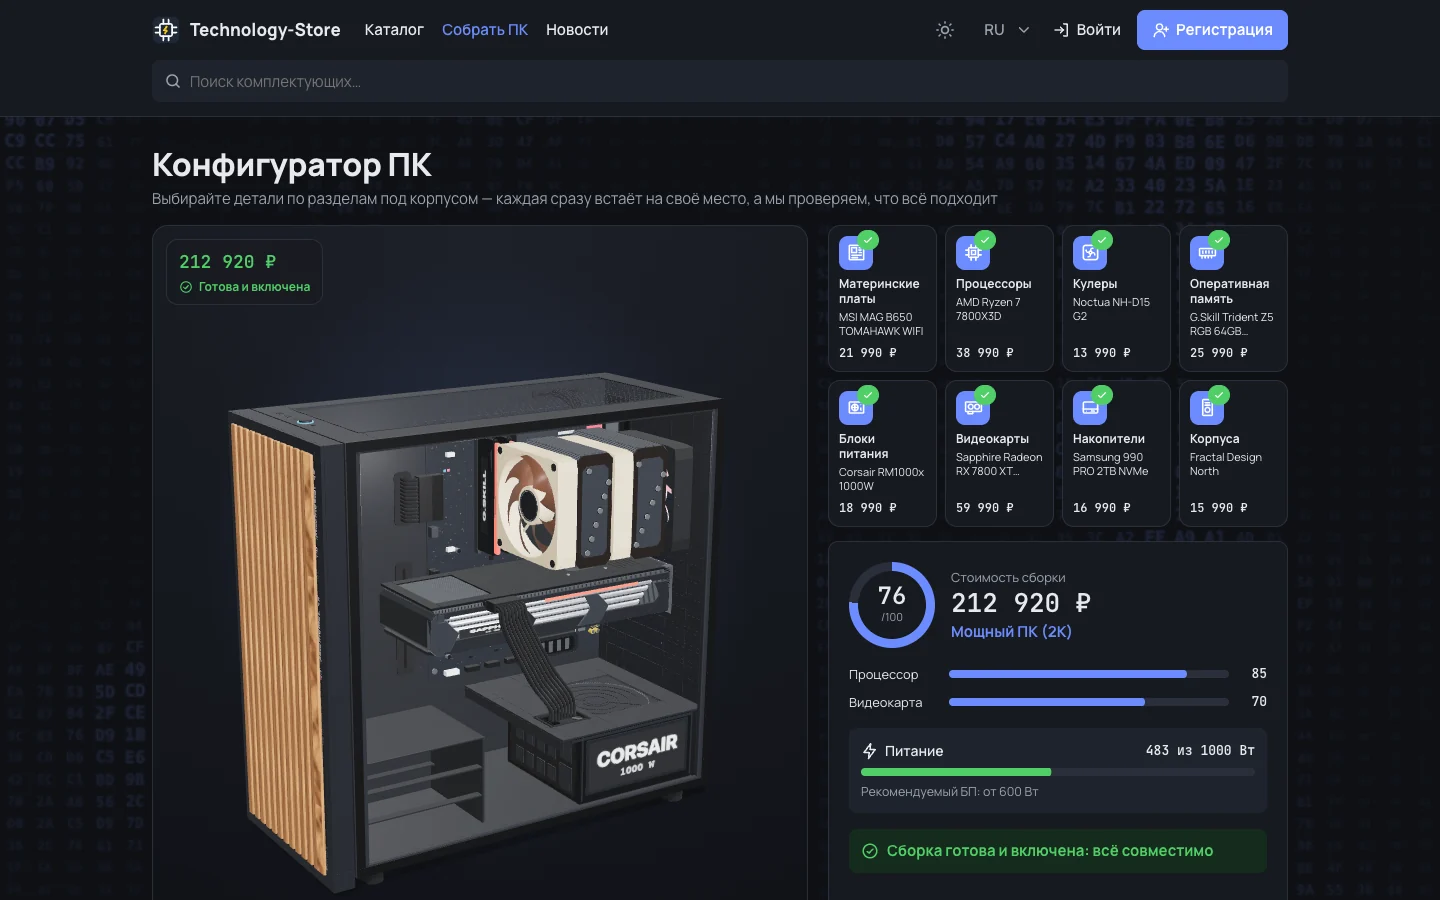 Technology-Store
Каталог
Собрать ПК
Новости
RU
Войти
Регистрация
Поиск комплектующих...
Конфигуратор ПК
Выбирайте детали по разделам под корпусом — каждая сразу встаёт на своё место, а мы проверяем, что всё подходит
212 920 ₽
Готова и включена
G.SKILL
CORSAIR
1000 W
Материнские
платы
MSI MAG B650
TOMAHAWK WIFI
21 990 ₽
Процессоры
AMD Ryzen 7
7800X3D
38 990 ₽
Кулеры
Noctua NH-D15
G2
13 990 ₽
Оперативная
память
G.Skill Trident Z5
RGB 64GB...
25 990 ₽
Блоки
питания
Corsair RM1000x
1000W
18 990 ₽
Видеокарты
Sapphire Radeon
RX 7800 XT...
59 990 ₽
Накопители
Samsung 990
PRO 2TB NVMe
16 990 ₽
Корпуса
Fractal Design
North
15 990 ₽
76
/100
Стоимость сборки
212 920 ₽
Мощный ПК (2K)
Процессор
85
Видеокарта
70
Питание
483 из 1000 Вт
Рекомендуемый БП: от 600 Вт
Сборка готова и включена: всё совместимо